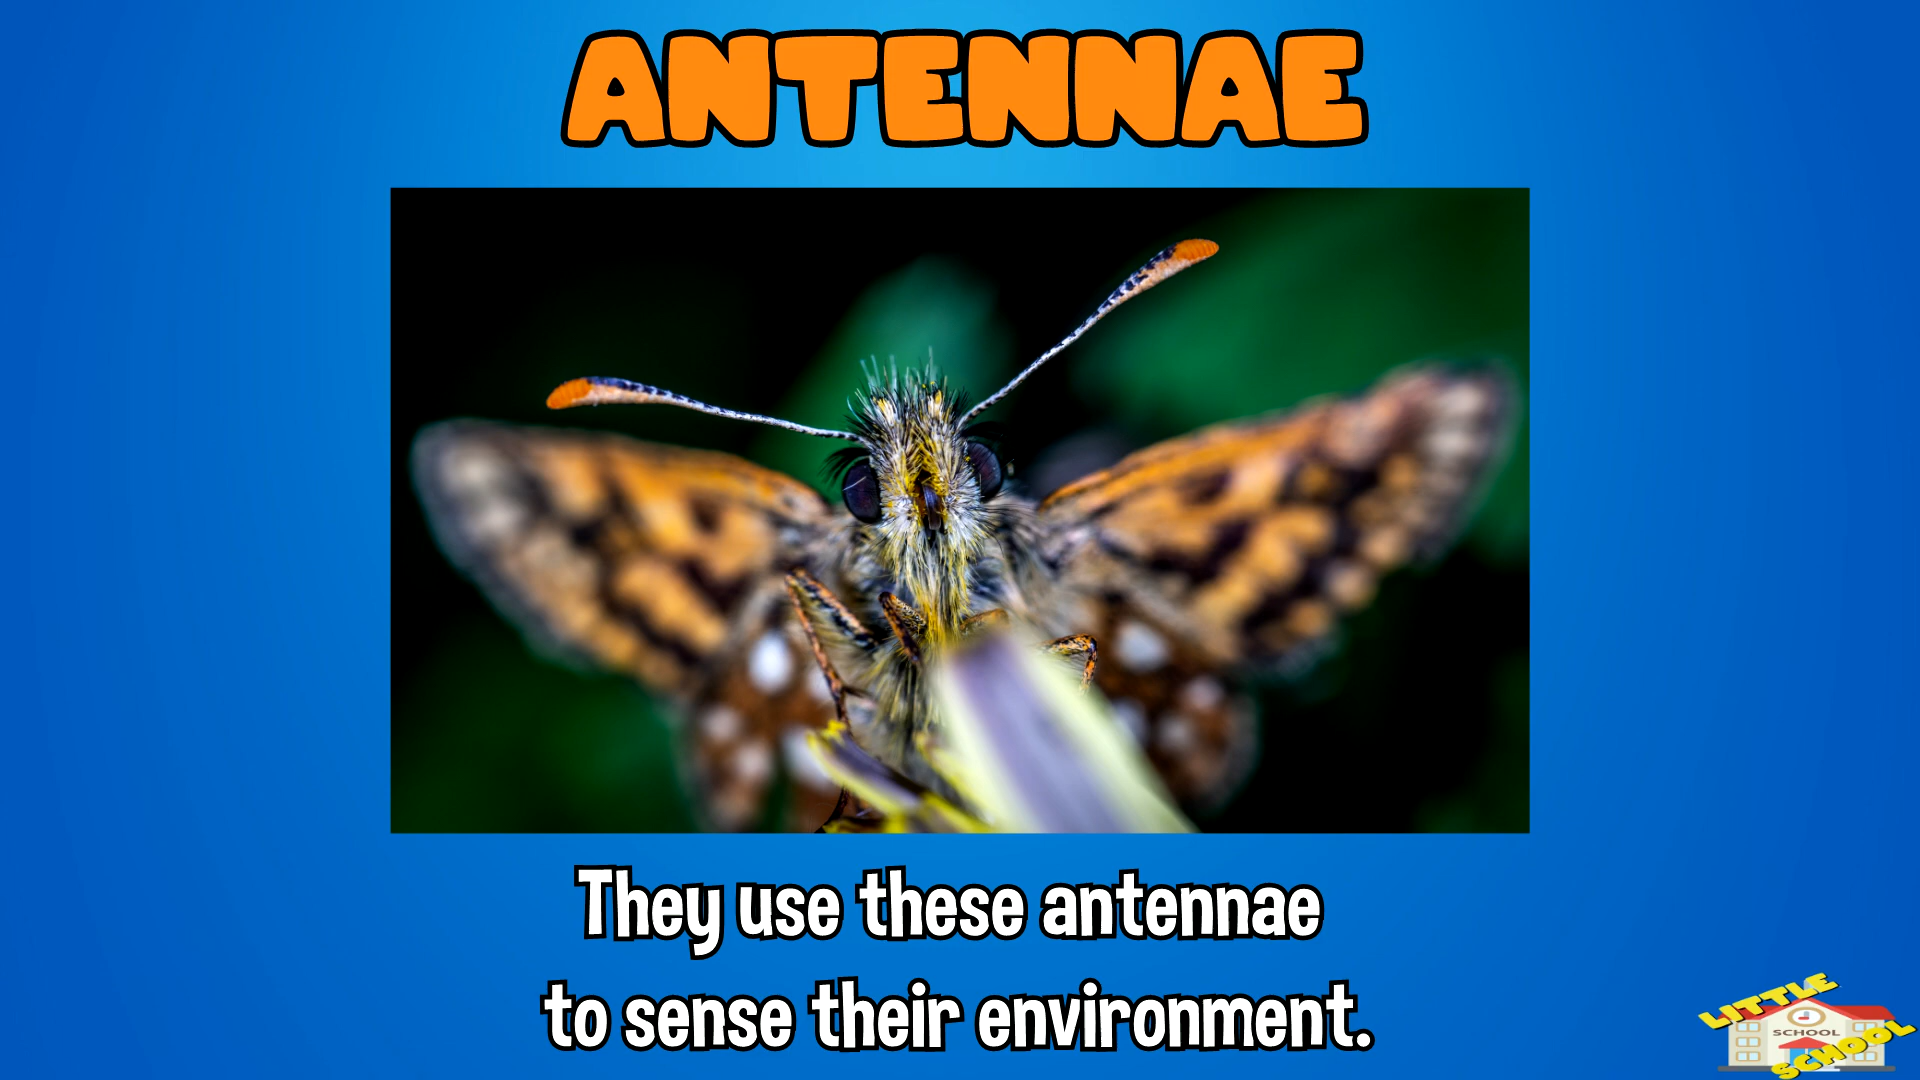 ANTENNAE
They use these antennae
to sense their environment.
LITTLE
SCHOOL
SCHOOL